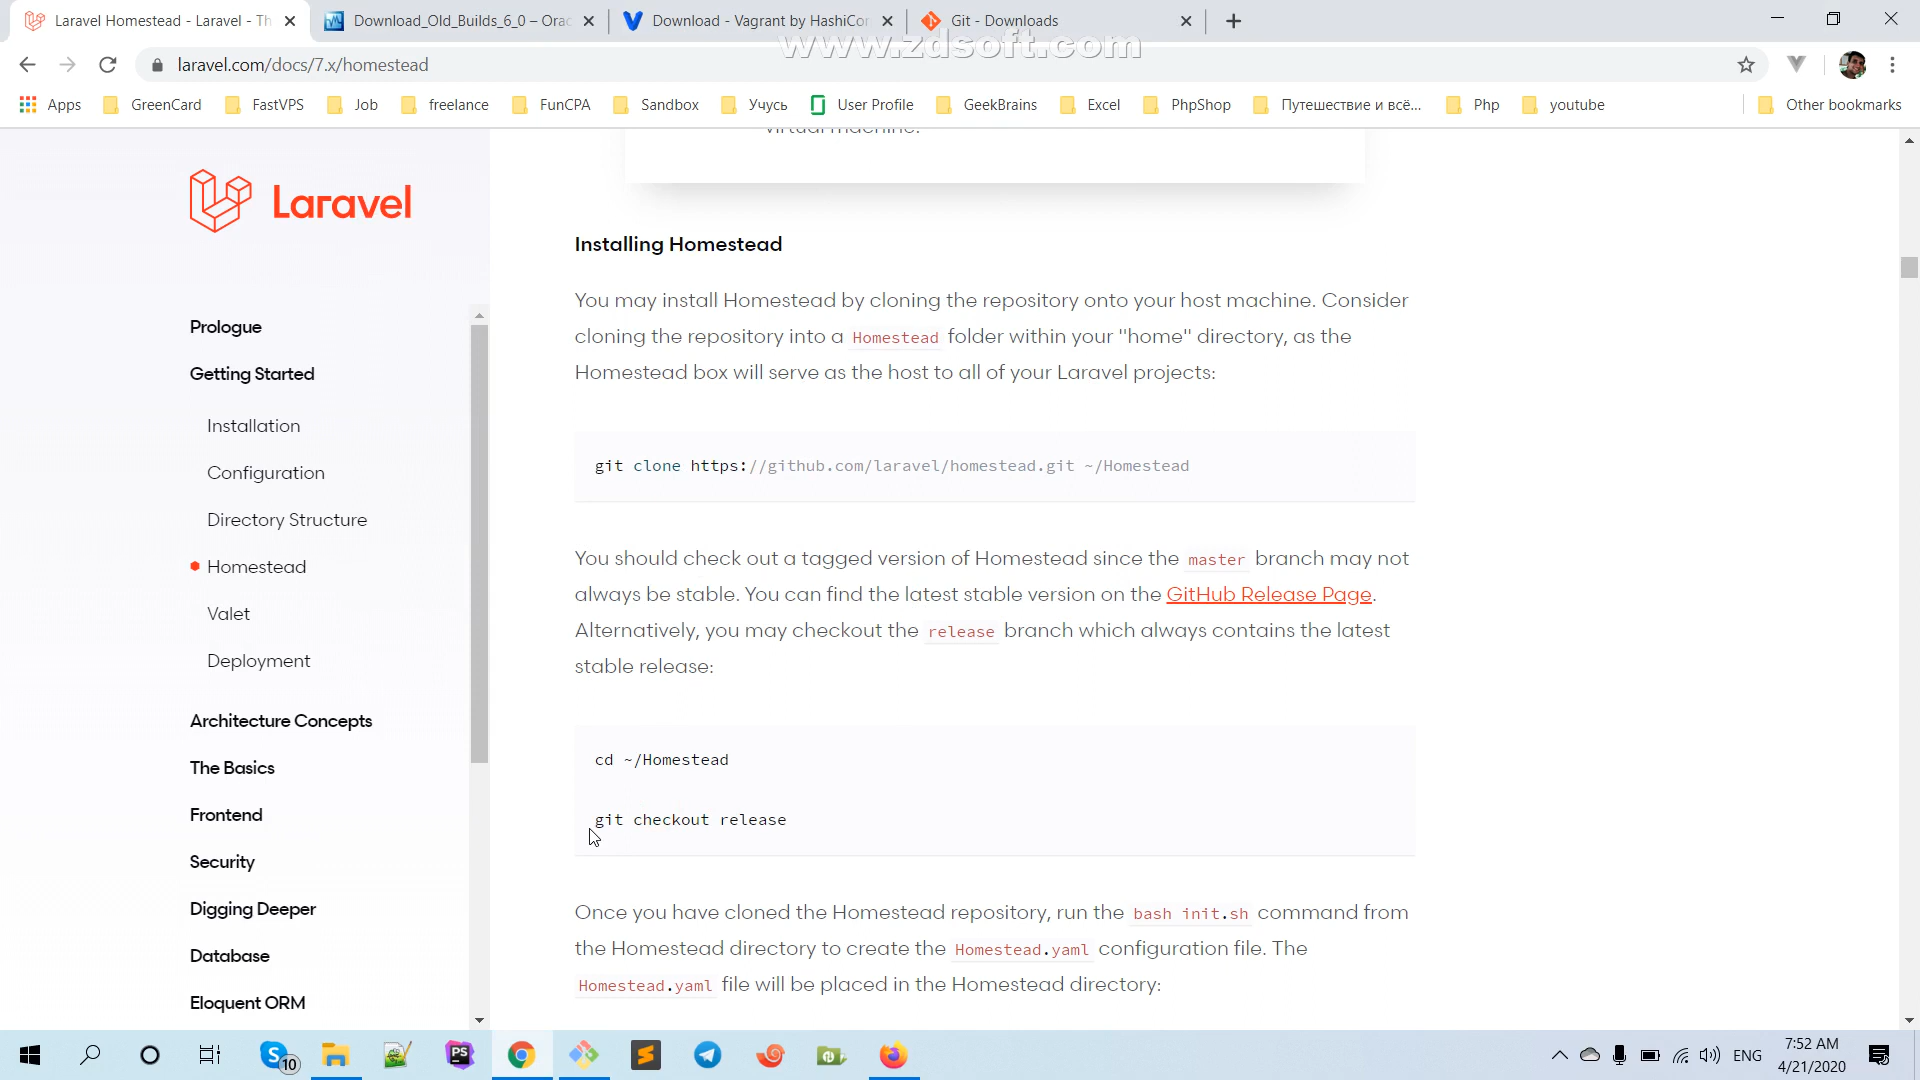 Laravel Homestead - Laravel - Th
Download_Old_Builds_6_0 – Orac
Download - Vagrant by HashiCor
Git - Downloads
www.zdsoft.com
laravel.com/docs/7.x/homestead
Apps
GreenCard
FastVPS
Job
freelance
FunCPA
Sandbox
Учусь
User Profile
GeekBrains
Excel
PhpShop
Путешествие и всё...
Php
youtube
Other bookmarks
virtual machine.
Laravel
Prologue
Getting Started
Installation
Configuration
Directory Structure
Homestead
Valet
Deployment
Architecture Concepts
The Basics
Frontend
Security
Digging Deeper
Database
Eloquent ORM
Installing Homestead
You may install Homestead by cloning the repository onto your host machine. Consider
cloning the repository into a Homestead folder within your "home" directory, as the
Homestead box will serve as the host to all of your Laravel projects:
git clone https://github.com/laravel/homestead.git ~/Homestead
You should check out a tagged version of Homestead since the master branch may not
always be stable. You can find the latest stable version on the GitHub Release Page.
Alternatively, you may checkout the release branch which always contains the latest
stable release:
cd ~/Homestead
git checkout release
Once you have cloned the Homestead repository, run the bash init.sh command from
the Homestead directory to create the Homestead.yaml configuration file. The
Homestead.yaml file will be placed in the Homestead directory:
S
10
PS
ENG
7:52 AM
4/21/2020